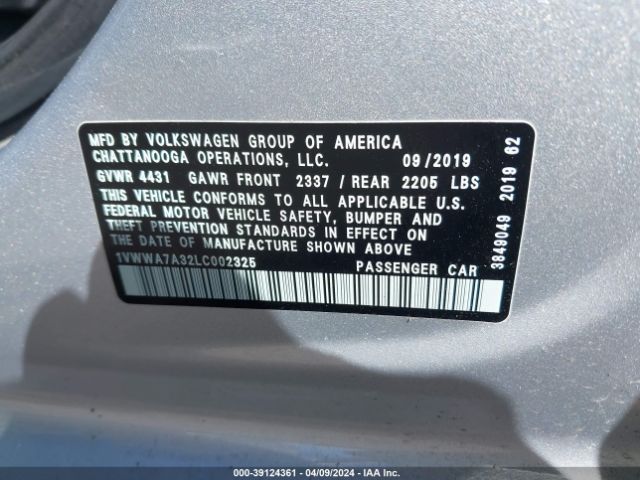 MFD BY VOLKSWAGEN GROUP OF AMERICA
CHATTANOOGA OPERATIONS, LLC. 09/2019
GVWR 4431 GAWR FRONT 2337 / REAR 2205 LBS
THIS VEHICLE CONFORMS TO ALL APPLICABLE U.S.
FEDERAL MOTOR VEHICLE SAFETY, BUMPER AND
THEFT PREVENTION STANDARDS IN EFFECT ON
THE DATE OF MANUFACTURE SHOWN ABOVE
1VWWA7A32LC002325 PASSENGER CAR
3849049 2019 62
000-39124361 | 04/09/2024 | IAA Inc.